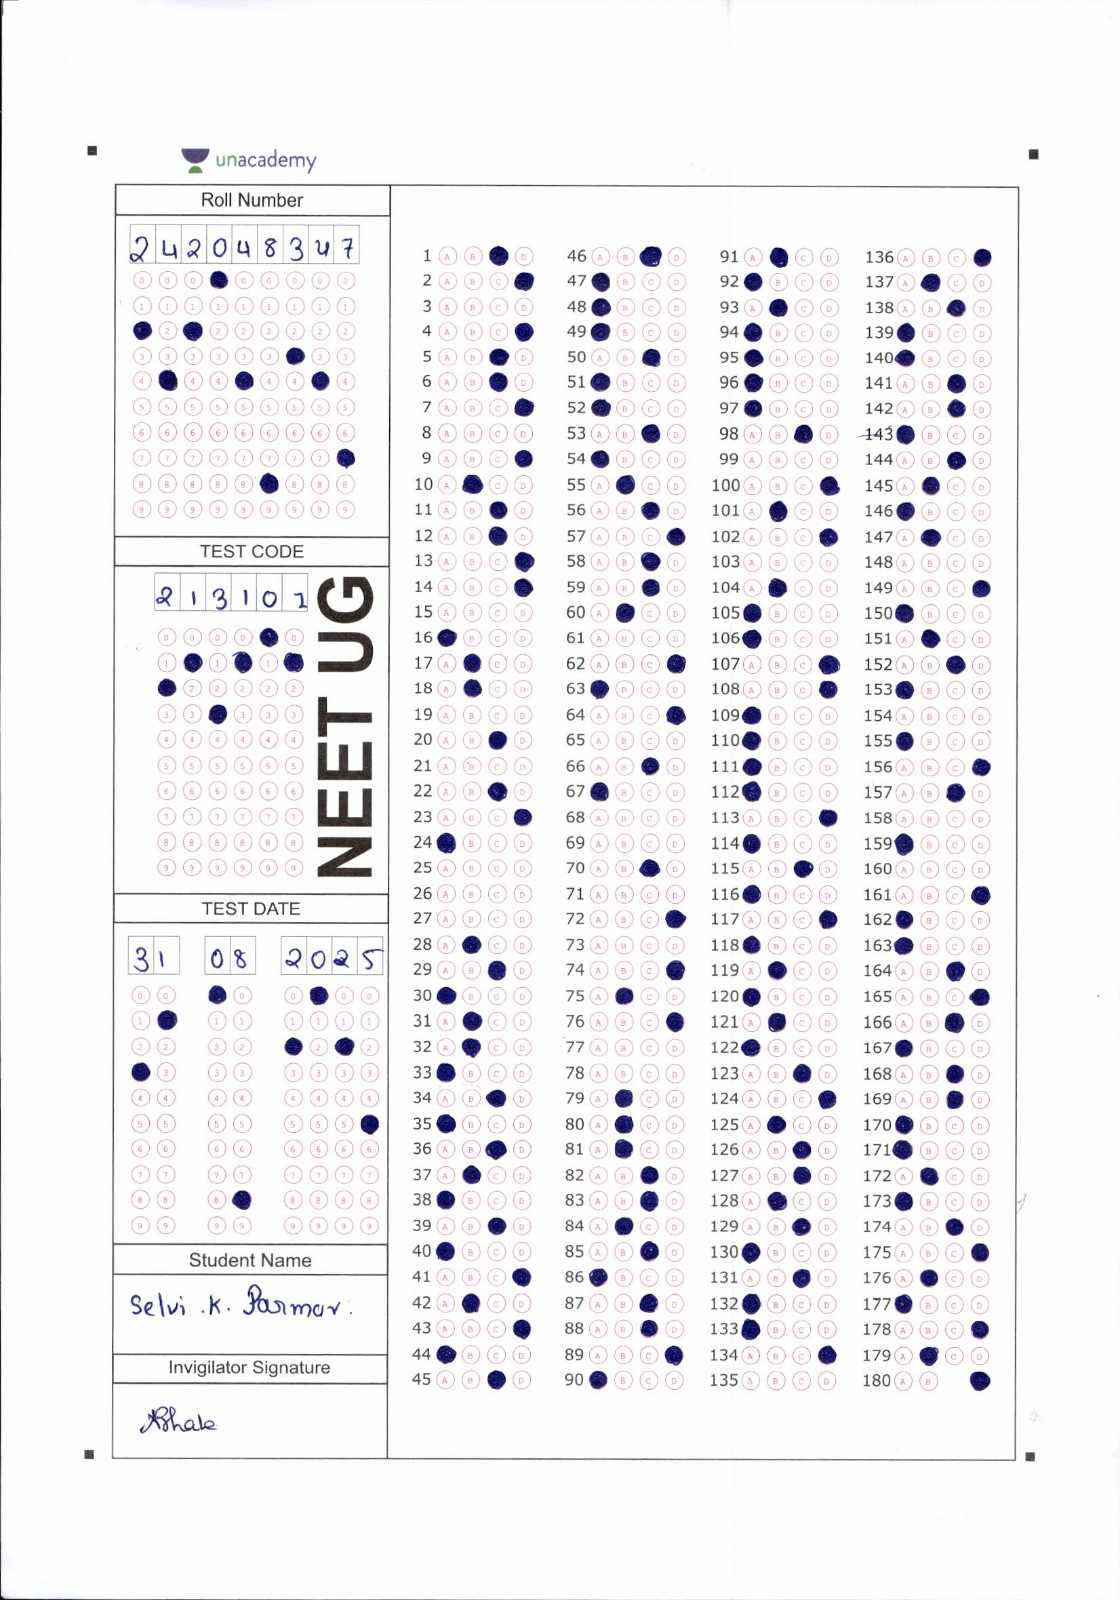 unacademy
Roll Number
2 4 2 0 4 8 3 4 7
TEST CODE
2 1 3 1 0 1
NEET UG
TEST DATE
31 08 2025
Student Name
Selvi .K. Parmar.
Invigilator Signature
1 A B D
2 A B C
3 A B C D
4 A B C
5 A B D
6 A B D
7 A B C
8 A B C D
9 A B C
10 A C D
11 A B D
12 A B D
13 A B C
14 A B C
15 A B C D
16 B C D
17 A C D
18 A C D
19 A B C D
20 A B D
21 A B C D
22 A B D
23 A B C
24 B C D
25 A B C D
26 A B C D
27 A B C D
28 A C D
29 A B D
30 B C D
31 A C D
32 A C D
33 B C D
34 A B D
35 B C D
36 A B D
37 A C D
38 B C D
39 A B D
40 B C D
41 A B C
42 A C D
43 A B C
44 B C D
45 A B D
46 A B D
47 B C D
48 B C D
49 B C D
50 A B D
51 B C D
52 B C D
53 A B D
54 B C D
55 A C D
56 A B D
57 A B C
58 A B D
59 A B D
60 A C D
61 A B C D
62 A B C
63 B C D
64 A B C
65 A B C D
66 A B D
67 B C D
68 A B C D
69 A B C D
70 A B D
71 A B C D
72 A B C
73 A B C D
74 A B C
75 A C D
76 A B C
77 A B C D
78 A B C D
79 A C D
80 A C D
81 A C D
82 A B D
83 A B D
84 A C D
85 A B D
86 B C D
87 A B D
88 A B D
89 A B C
90 B C D
91 A C D
92 B C D
93 A C D
94 B C D
95 B C D
96 B C D
97 B C D
98 A B D
99 A B C D
100 A B C
101 A C D
102 A B C
103 A B C D
104 A C D
105 B C D
106 B C D
107 A B C
108 A B C
109 B C D
110 B C D
111 B C D
112 B C D
113 A B C
114 B C D
115 A B D
116 B C D
117 A B C
118 B C D
119 A C D
120 B C D
121 A C D
122 B C D
123 A B D
124 A B C
125 A C D
126 A B D
127 A B D
128 A C D
129 A B D
130 B C D
131 A B D
132 B C D
133 B C D
134 A B C
135 A B C D
136 A B C
137 A C D
138 A B D
139 B C D
140 B C D
141 A B D
142 A B D
143 B C D
144 A B D
145 A C D
146 B C D
147 A C D
148 A B C D
149 A B C
150 B C D
151 A C D
152 A B D
153 B C D
154 A B C D
155 B C D
156 A B C
157 A B D
158 A B C D
159 B C D
160 A B C D
161 A B C
162 B C D
163 B C D
164 A B D
165 A B C
166 A B D
167 B C D
168 A B D
169 A B D
170 B C D
171 B C D
172 A C D
173 B C D
174 A B D
175 A B C
176 A C D
177 B C D
178 A B C
179 A C D
180 A B